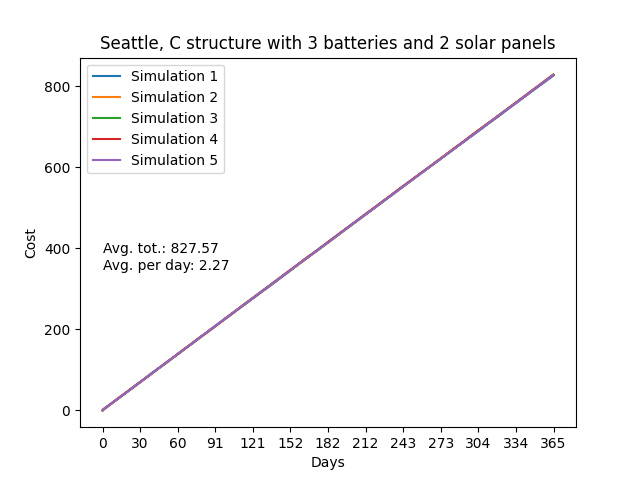 Seattle, C structure with 3 batteries and 2 solar panels
Simulation 1
Simulation 2
Simulation 3
Simulation 4
Simulation 5
800
600
400
200
0
Cost
Avg. tot.: 827.57
Avg. per day: 2.27
0 30 60 91 121 152 182 212 243 273 304 334 365
Days